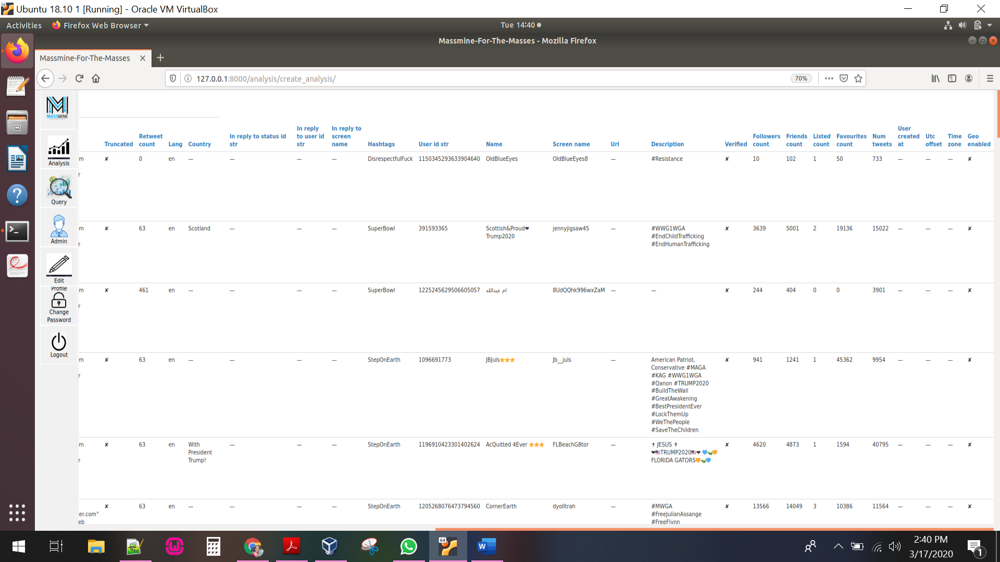 Ubuntu 18.10 1 [Running] - Oracle VM VirtualBox
Activities Firefox Web Browser Tue 14:40
Massmine-For-The-Masses - Mozilla Firefox
Massmine-For-The-Masses
127.0.0.1:8000/analysis/create_analysis/ 70%
MASSMINE
Analysis
Query
Admin
Edit
Profile
Change
Password
Logout
Truncated Retweet count Lang Country In reply to status id str In reply to user id str In reply to screen name Hashtags User id str Name Screen name Url Description Verified Followers count Friends count Listed count Favourites count Num tweets User created at Utc offset Time zone Geo enabled
m ✘ 0 en — — — — DisrespectfulFuck 1150345293633904640 OldBlueEyes OldBlueEyes8 — #Resistance ✘ 10 102 1 50 733 — — — ✘
r
m ✘ 63 en Scotland — — — SuperBowl 391593365 Scottish&Proud❤ jennyjigsaw45 — #WWG1WGA ✘ 3639 5001 2 19136 15022 — — — ✘
Trump2020 #EndChildTrafficking
r #EndHumanTrafficking
m ✘ 461 en — — — — SuperBowl 1225245629506605057 ام عبدالله 8UdQQhk996wxZaM — — ✘ 244 404 0 0 3901 — — — ✘
r
m ✘ 63 en — — — — StepOnEarth 1096691773 JBJuls⭐⭐⭐ Jb__juls — American Patriot, ✘ 941 1241 1 45362 9954 — — — ✘
Conservative #MAGA
r #KAG #WWG1WGA
#Qanon #TRUMP2020
#BuildTheWall
#GreatAwakening
#BestPresidentEver
#LockThemUp
#WeThePeople
#SaveTheChildren
m ✘ 63 en With — — — StepOnEarth 1196910423301402624 AcQuitted 4Ever ⭐⭐⭐ FLBeachG8tor — ✝ JESUS ✝ ✘ 4620 4873 1 1594 40795 — — — ✘
President ❤🇺🇸TRUMP2020🇺🇸❤ 💙🐊🧡
r Trump! FLORIDA GATORS🧡🐊💙
✘ 63 en — — — — StepOnEarth 1205268076473794560 CornerEarth dyolltrah — #MWGA ✘ 13566 14049 3 10386 11564 — — — ✘
er.com" #FreeJulianAssange
eb #FreeFlynn
64
2:40 PM
3/17/2020
1